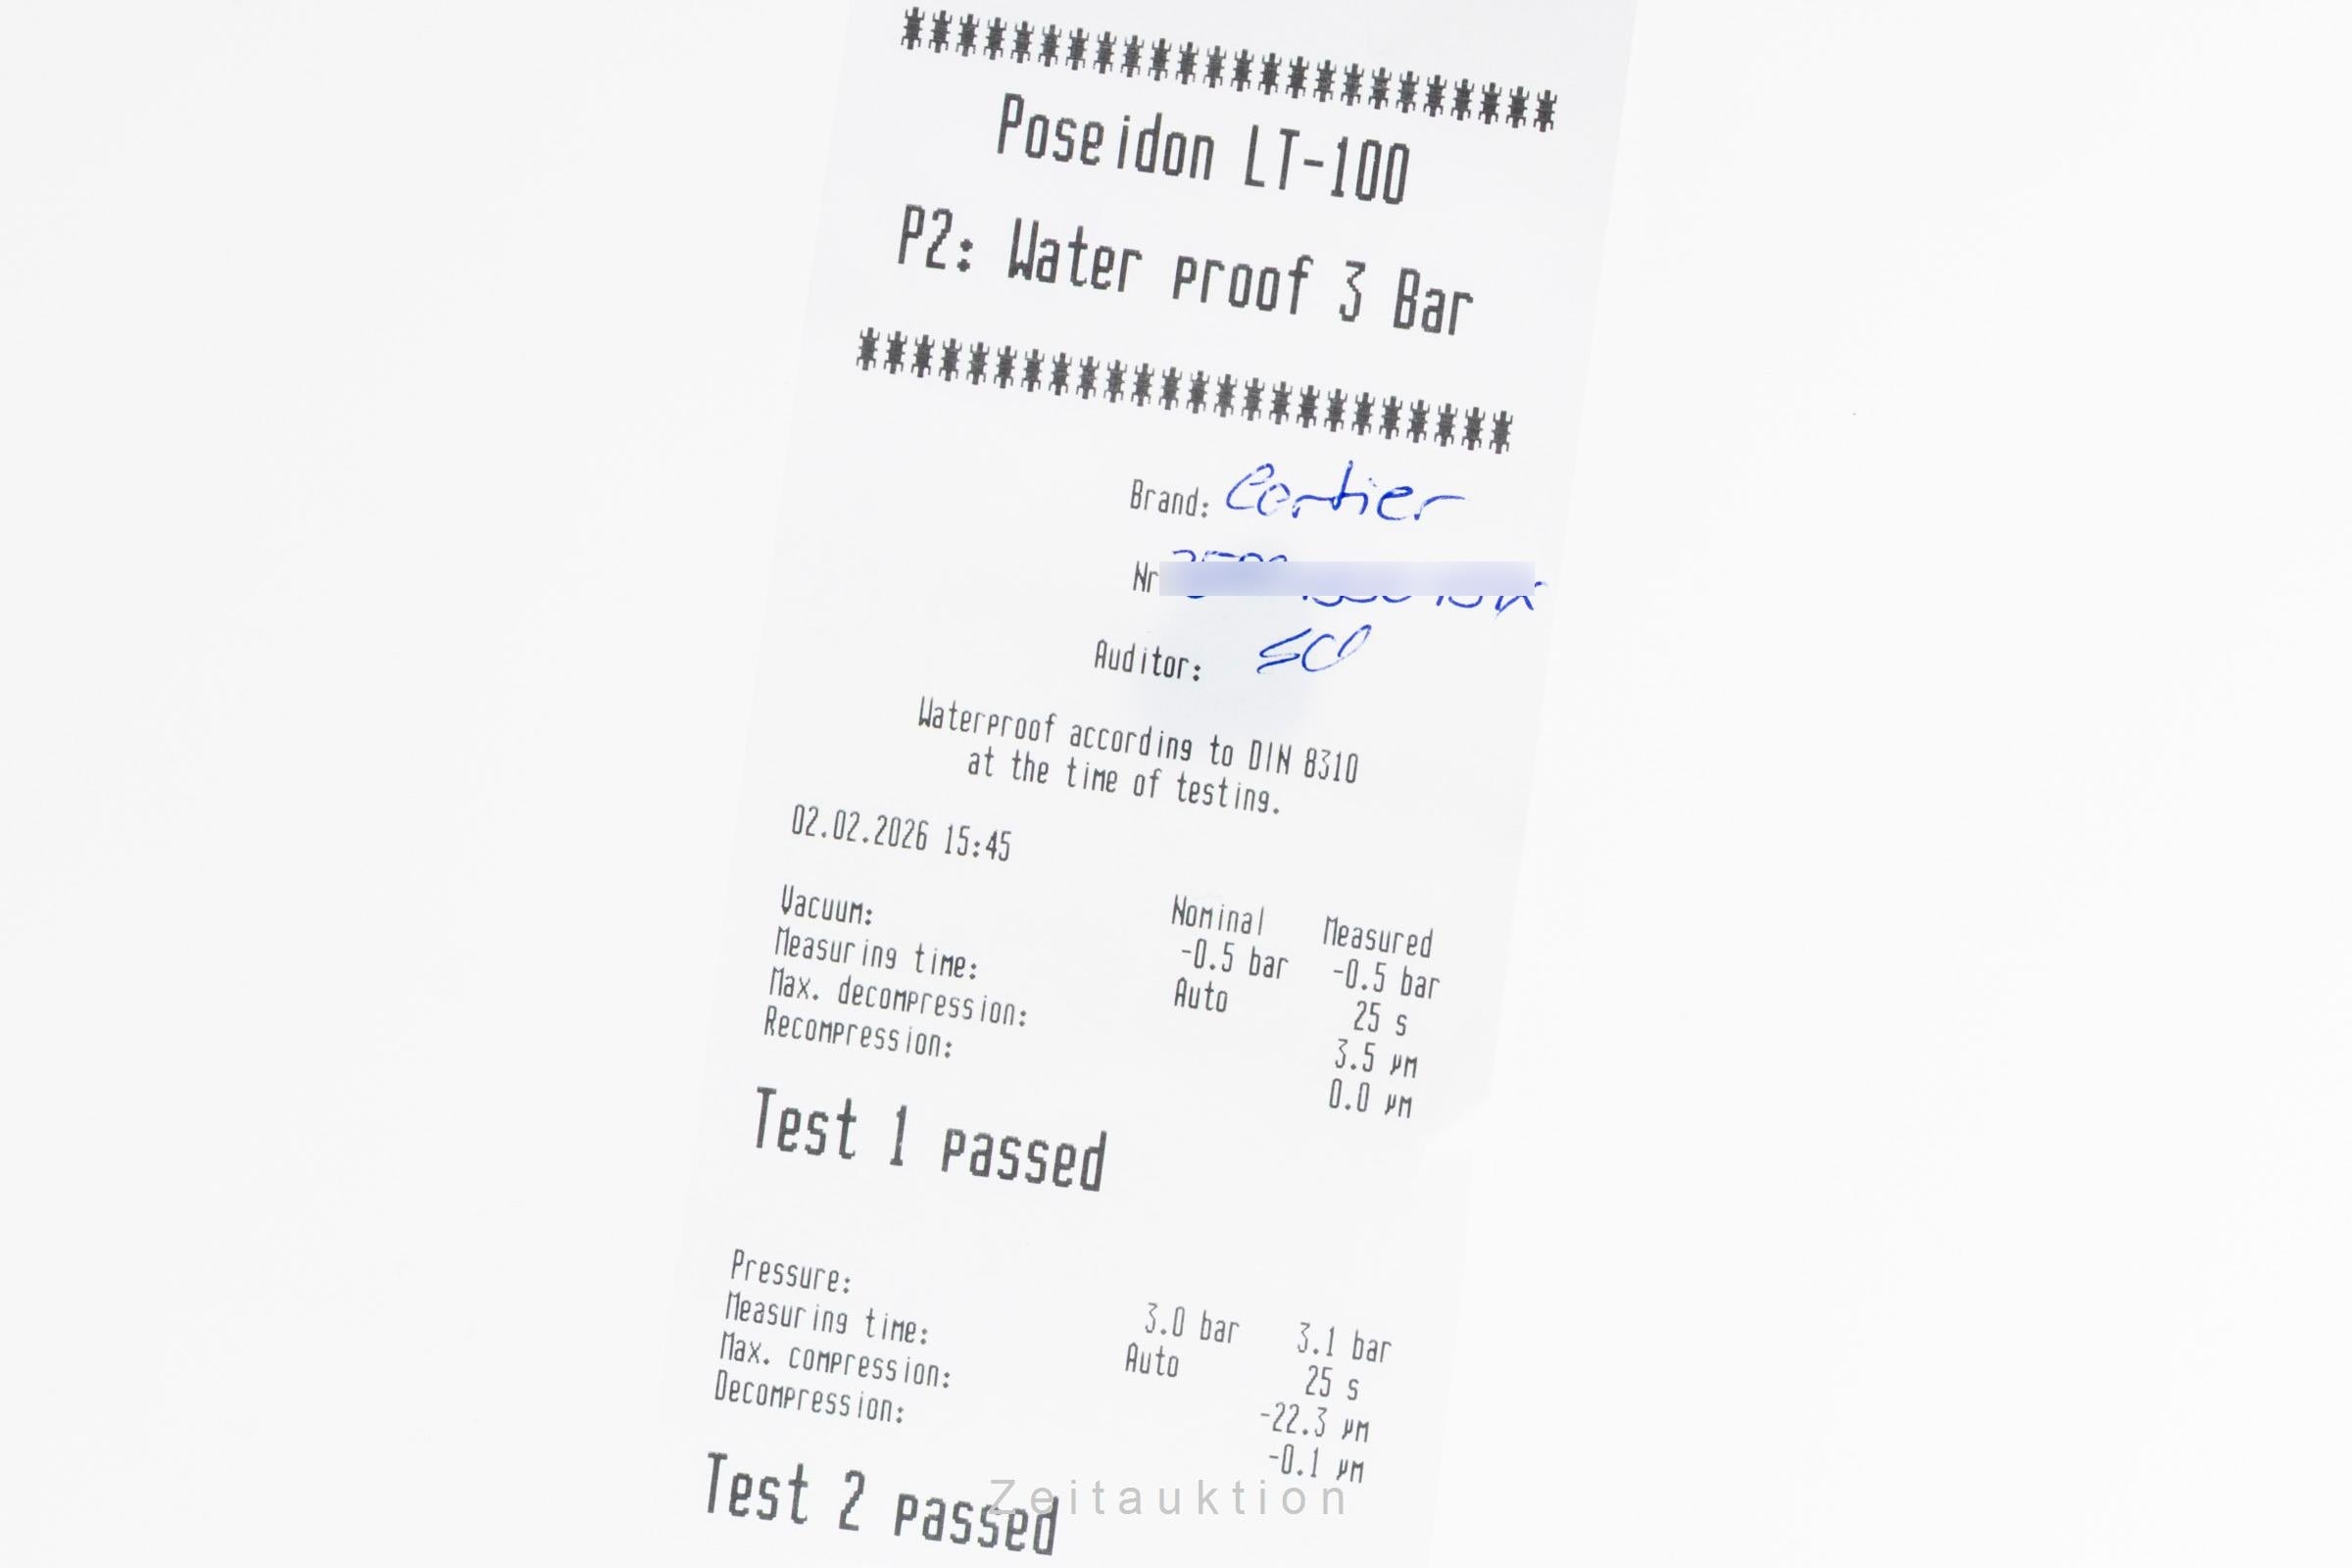 ************************
Poseidon LT-100
P2: Water proof 3 Bar
************************
Brand: Cartier
Nr
Auditor:
Waterproof according to DIN 8310
at the time of testing.
02.02.2026 15:45
Nominal Measured
Vacuum: -0.5 bar -0.5 bar
Measuring time: Auto 25 s
Max. decompression: 3.5 µm
Recompression: 0.0 µm
Test 1 passed
Pressure: 3.0 bar 3.1 bar
Measuring time: Auto 25 s
Max. compression: -22.3 µm
Decompression: -0.1 µm
Test 2 passed
Zeitauktion